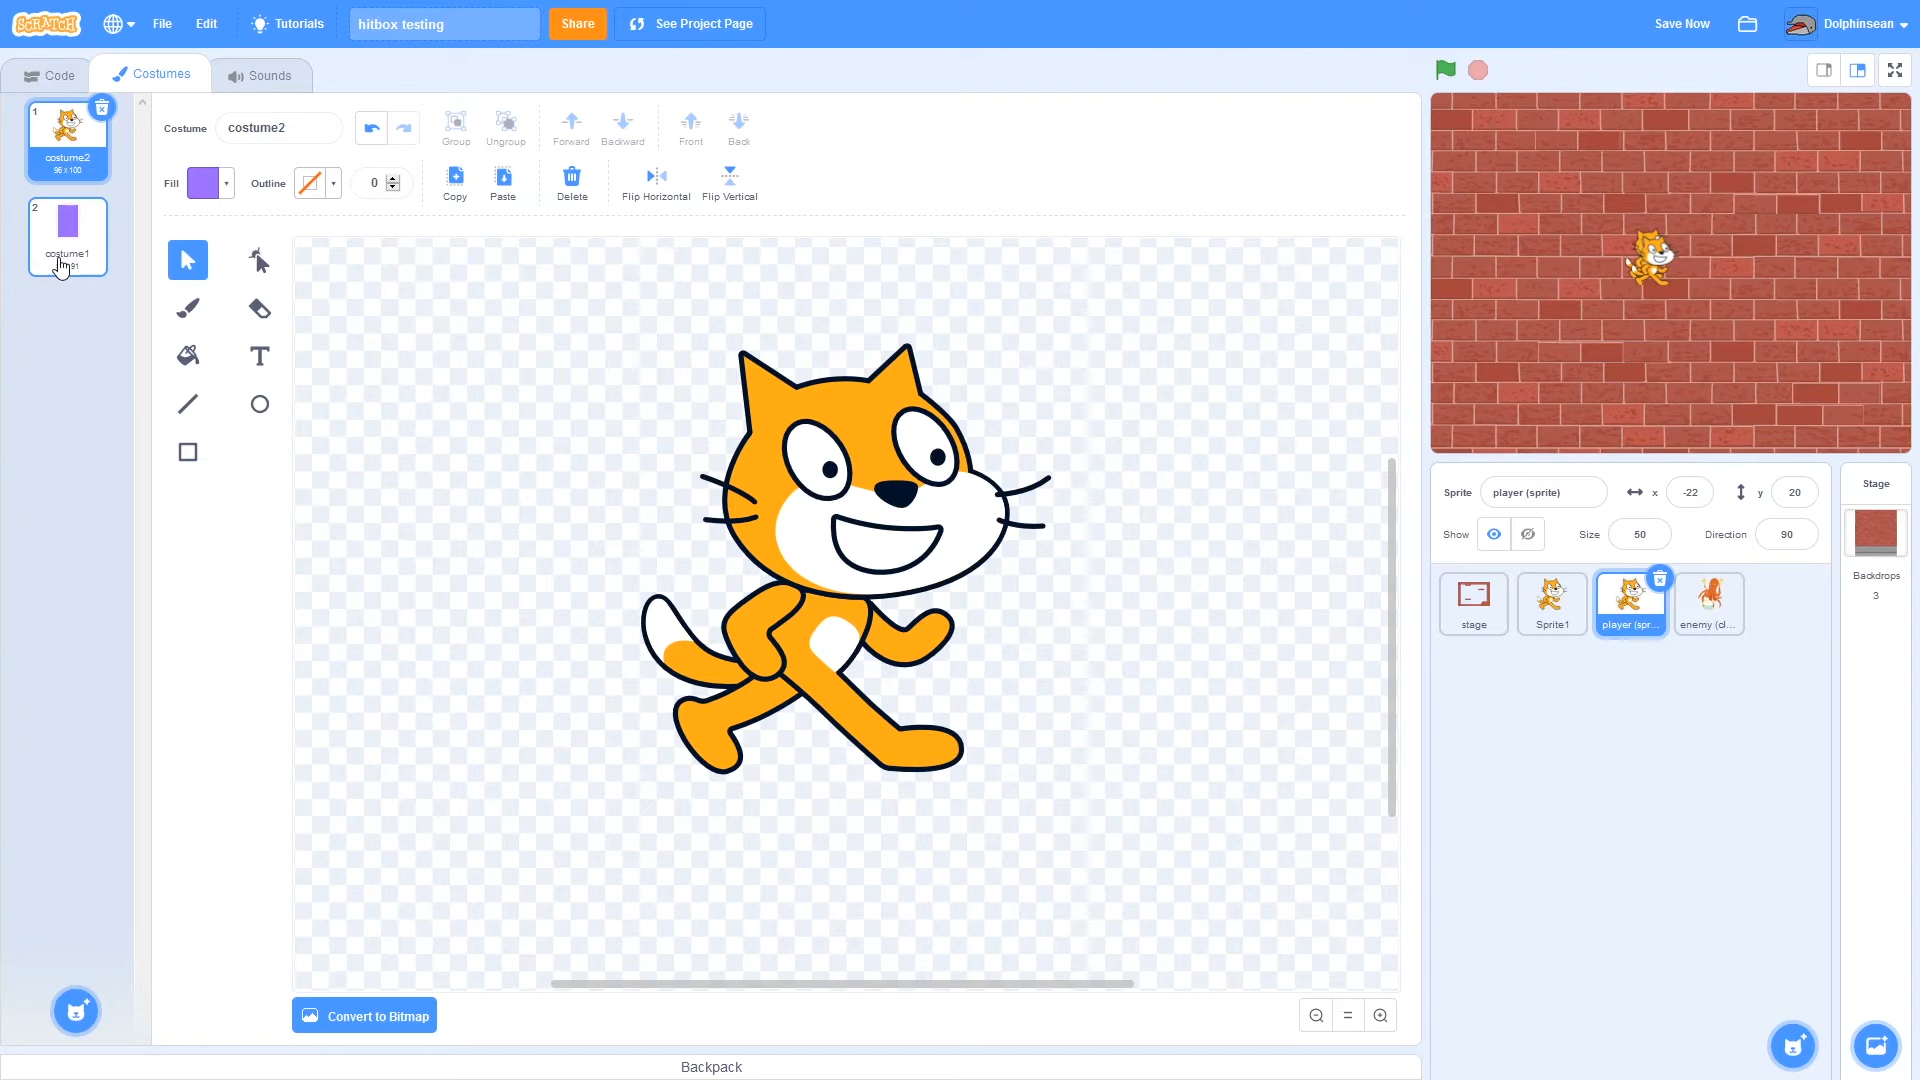 SCRATCH File Edit Tutorials hitbox testing Share See Project Page Save Now Dolphinsean
Code Costumes Sounds
1
costume2
96 x 100
2
costume1
91
Costume costume2 Group Ungroup Forward Backward Front Back
Fill Outline 0 Copy Paste Delete Flip Horizontal Flip Vertical
T
Convert to Bitmap
=
Backpack
Sprite player (sprite) x -22 y 20
Show Size 50 Direction 90
stage Sprite1 player (spr... enemy (cl...
Stage
Backdrops
3